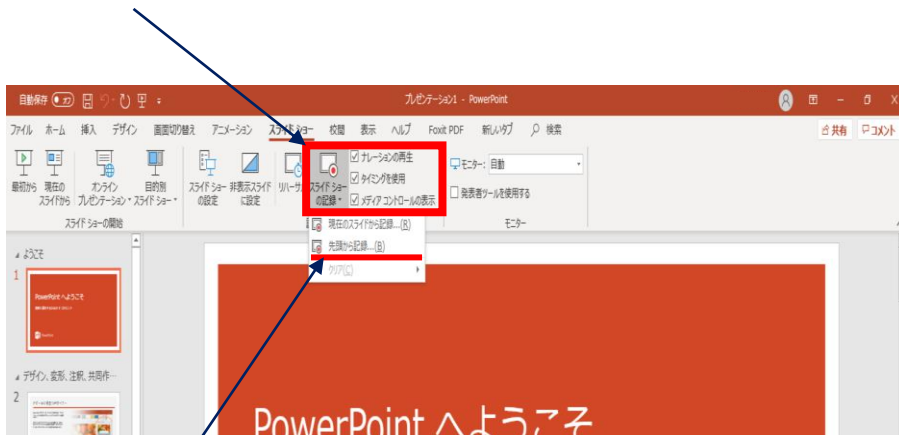 自動保存 オフ
プレゼンテーション1 - PowerPoint
ファイル ホーム 挿入 デザイン 画面切り替え アニメーション スライド ショー 校閲 表示 ヘルプ Foxit PDF 新しいタブ 検索 共有 コメント
最初から 現在の スライドから オンライン プレゼンテーション 目的別 スライド ショー
スライド ショーの開始
スライド ショー の設定 非表示スライド に設定 リハーサル スライド ショー の記録
ナレーションの再生
タイミングを使用
メディア コントロールの表示
モニター: 自動
発表者ツールを使用する
モニター
現在のスライドから記録...(R)
先頭から記録...(B)
クリア(C)
ようこそ
1
PowerPoint へようこそ
デザイン、変形、注釈、共同作…
2
PowerPoint へようこそ